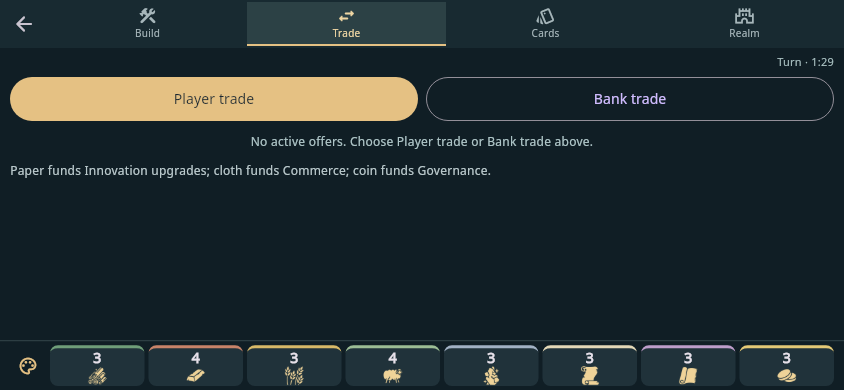 Build
Trade
Cards
Realm
Turn · 1:29
Player trade
Bank trade
No active offers. Choose Player trade or Bank trade above.
Paper funds Innovation upgrades; cloth funds Commerce; coin funds Governance.
3
4
3
4
3
3
3
3